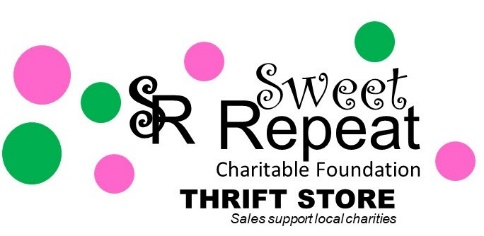 SR
Sweet
Repeat
Charitable Foundation
THRIFT STORE
Sales support local charities